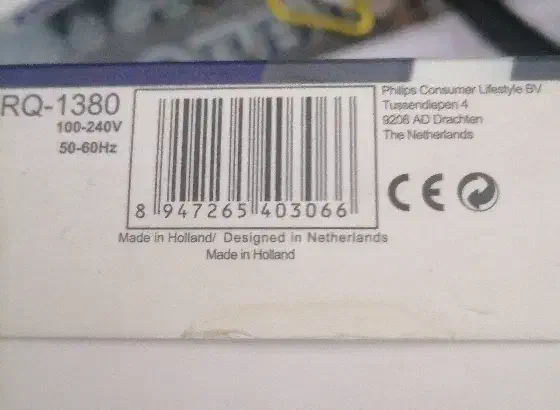 RQ-1380
100-240V
50-60Hz
8 947265 403066
Philips Consumer Lifestyle BV
Tussendiepen 4
9206 AD Drachten
The Netherlands
CE
Made in Holland/ Designed in Netherlands
Made in Holland